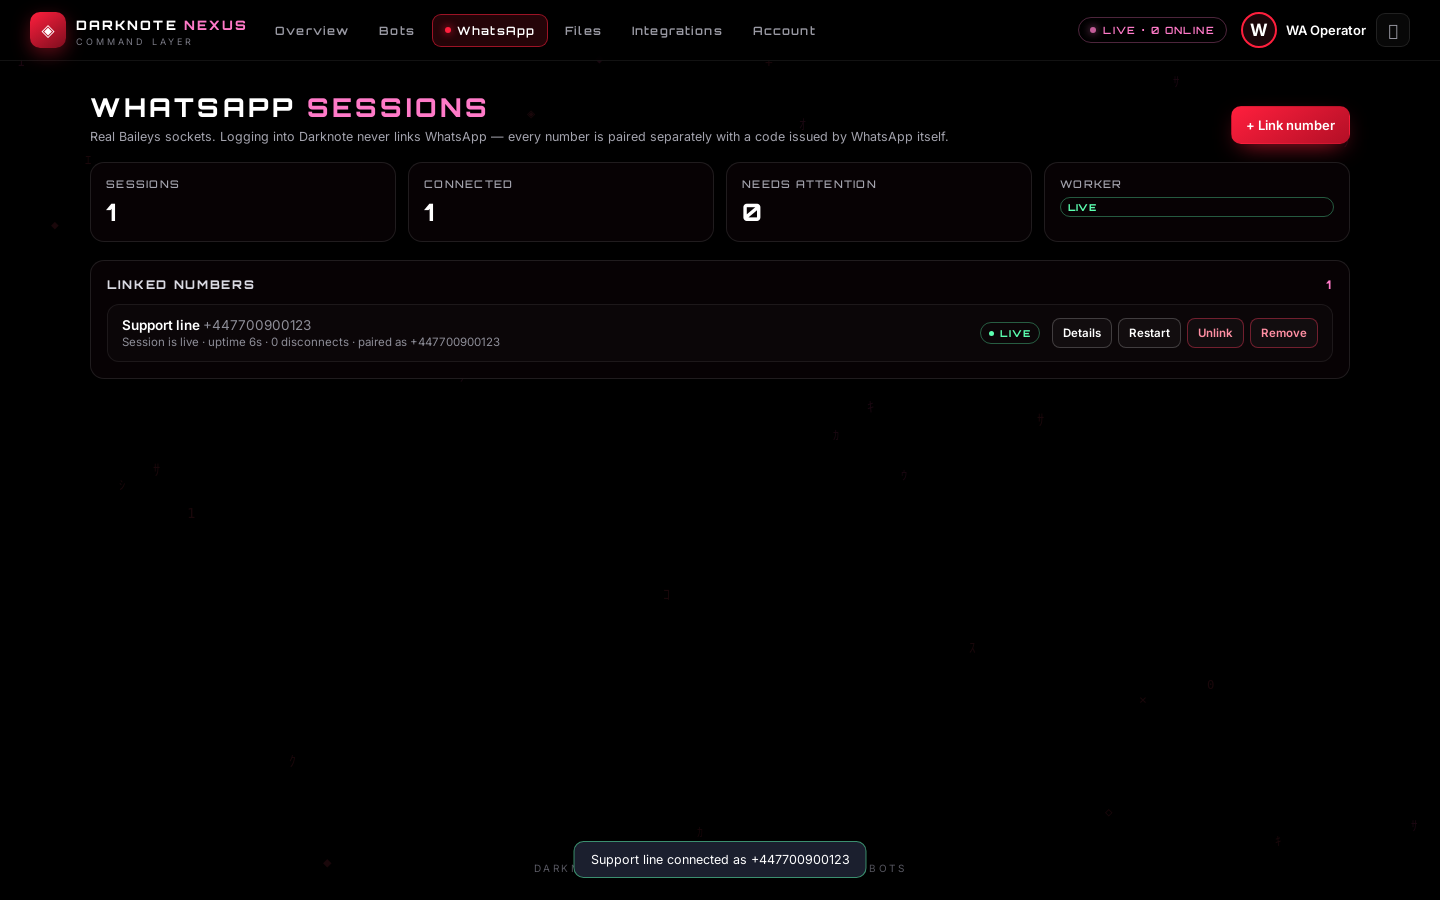 DARKNOTE NEXUS
COMMAND LAYER
Overview
Bots
WhatsApp
Files
Integrations
Account
LIVE · 0 ONLINE
W
WA Operator
WHATSAPP SESSIONS
Real Baileys sockets. Logging into Darknote never links WhatsApp — every number is paired separately with a code issued by WhatsApp itself.
+ Link number
SESSIONS
1
CONNECTED
1
NEEDS ATTENTION
0
WORKER
LIVE
LINKED NUMBERS
1
Support line +447700900123
Session is live · uptime 6s · 0 disconnects · paired as +447700900123
LIVE
Details
Restart
Unlink
Remove
Support line connected as +447700900123
BOTS